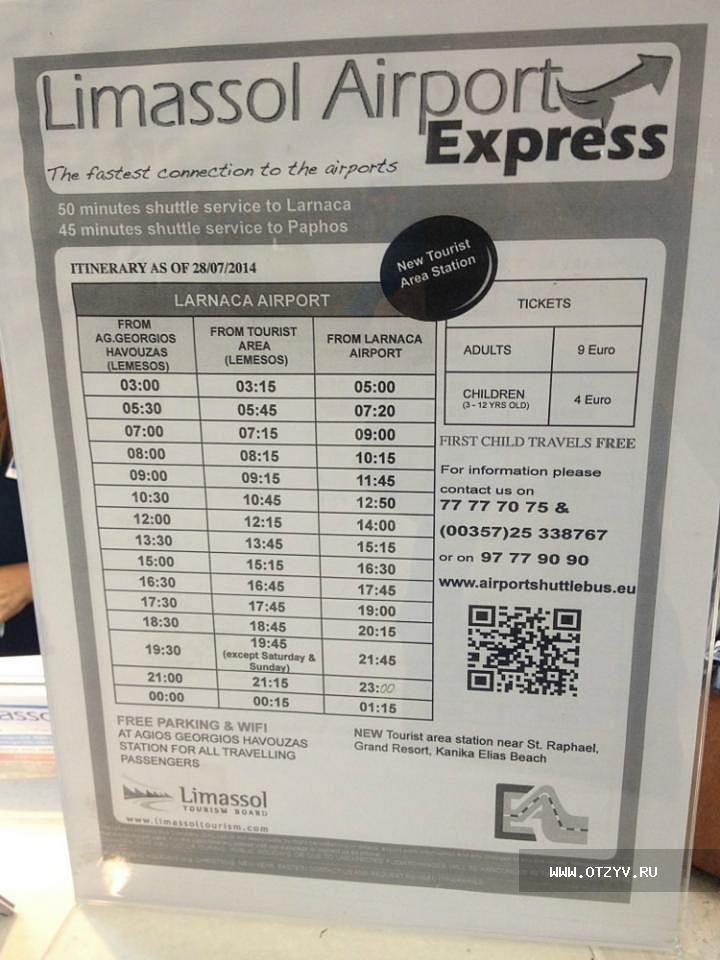 Limassol Airport
Express
The fastest connection to the airports
50 minutes shuttle service to Larnaca
45 minutes shuttle service to Paphos
New Tourist
Area Station
ITINERARY AS OF 28/07/2014
LARNACA AIRPORT
FROM AG.GEORGIOS HAVOUZAS (LEMESOS) FROM TOURIST AREA (LEMESOS) FROM LARNACA AIRPORT
03:00 03:15 05:00
05:30 05:45 07:20
07:00 07:15 09:00
08:00 08:15 10:15
09:00 09:15 11:45
10:30 10:45 12:50
12:00 12:15 14:00
13:30 13:45 15:15
15:00 15:15 16:30
16:30 16:45 17:45
17:30 17:45 19:00
18:30 18:45 20:15
19:30 19:45 (except Saturday & Sunday) 21:45
21:00 21:15 23:00
00:00 00:15 01:15
TICKETS
ADULTS 9 Euro
CHILDREN (3 - 12 YRS OLD) 4 Euro
FIRST CHILD TRAVELS FREE
For information please
contact us on
77 77 70 75 &
(00357)25 338767
or on 97 77 90 90
www.airportshuttlebus.eu
FREE PARKING & WIFI
AT AGIOS GEORGIOS HAVOUZAS
STATION FOR ALL TRAVELLING
PASSENGERS
NEW Tourist area station near St. Raphael,
Grand Resort, Kanika Elias Beach
Limassol
TOURISM BOARD
www.limassoltourism.com
WWW.OTZYV.RU